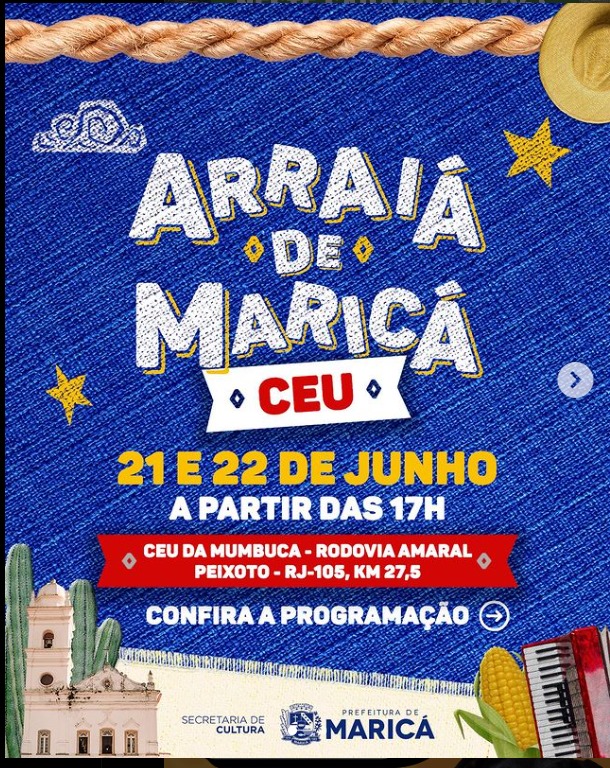 ARRAIÁ
DE
MARICÁ
CEU
21 E 22 DE JUNHO
A PARTIR DAS 17H
CEU DA MUMBUCA - RODOVIA AMARAL
PEIXOTO - RJ-105, KM 27,5
CONFIRA A PROGRAMAÇÃO
SECRETARIA DE
CULTURA
PREFEITURA DE
MARICÁ